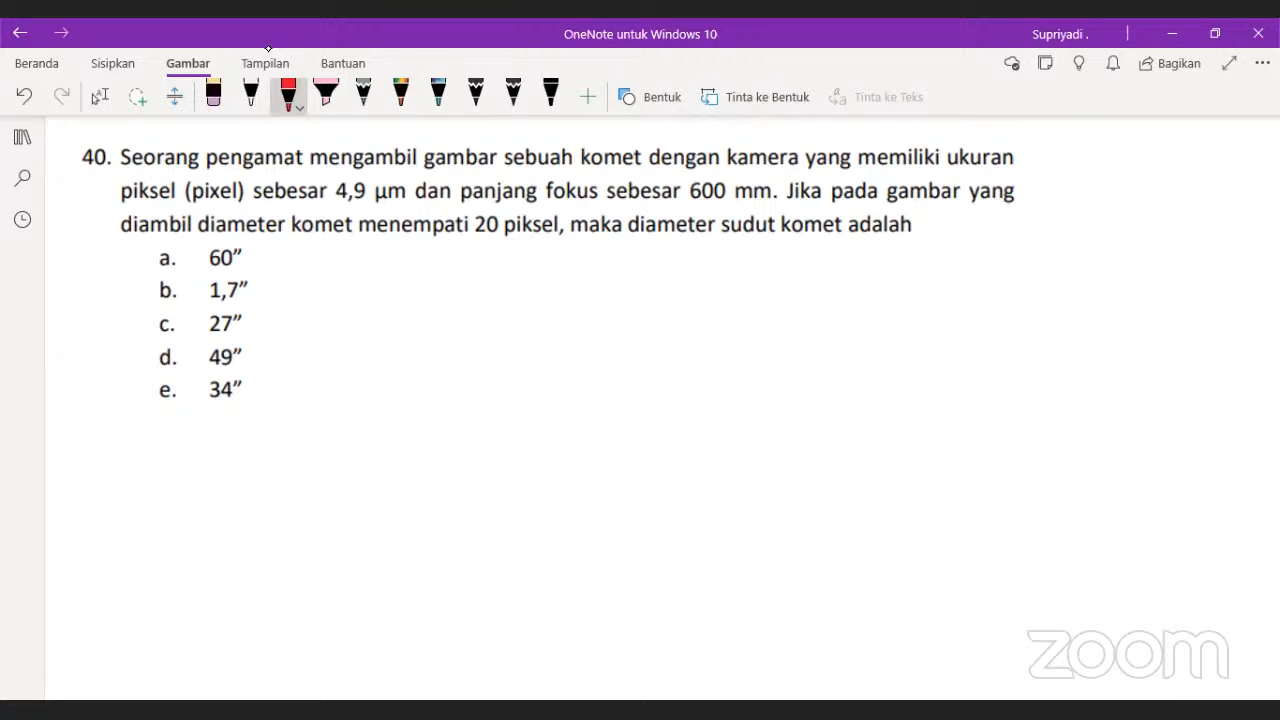 OneNote untuk Windows 10
Supriyadi .
Beranda Sisipkan Gambar Tampilan Bantuan
Bagikan
Bentuk Tinta ke Bentuk Tinta ke Teks
40. Seorang pengamat mengambil gambar sebuah komet dengan kamera yang memiliki ukuran
piksel (pixel) sebesar 4,9 μm dan panjang fokus sebesar 600 mm. Jika pada gambar yang
diambil diameter komet menempati 20 piksel, maka diameter sudut komet adalah
a. 60”
b. 1,7”
c. 27”
d. 49”
e. 34”
zoom